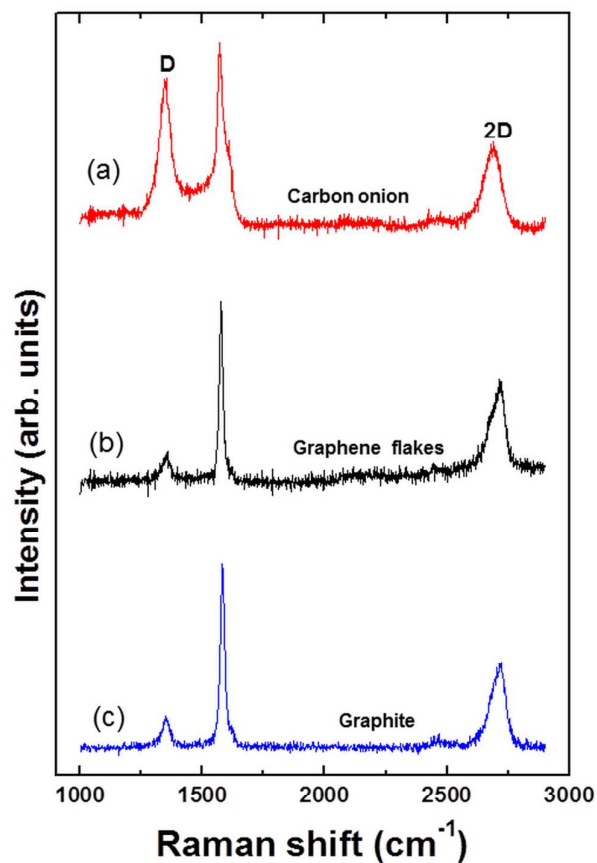 D
2D
(a)
Carbon onion
(b)
Graphene flakes
(c)
Graphite
Intensity (arb. units)
1000 1500 2000 2500 3000
Raman shift (cm⁻¹)